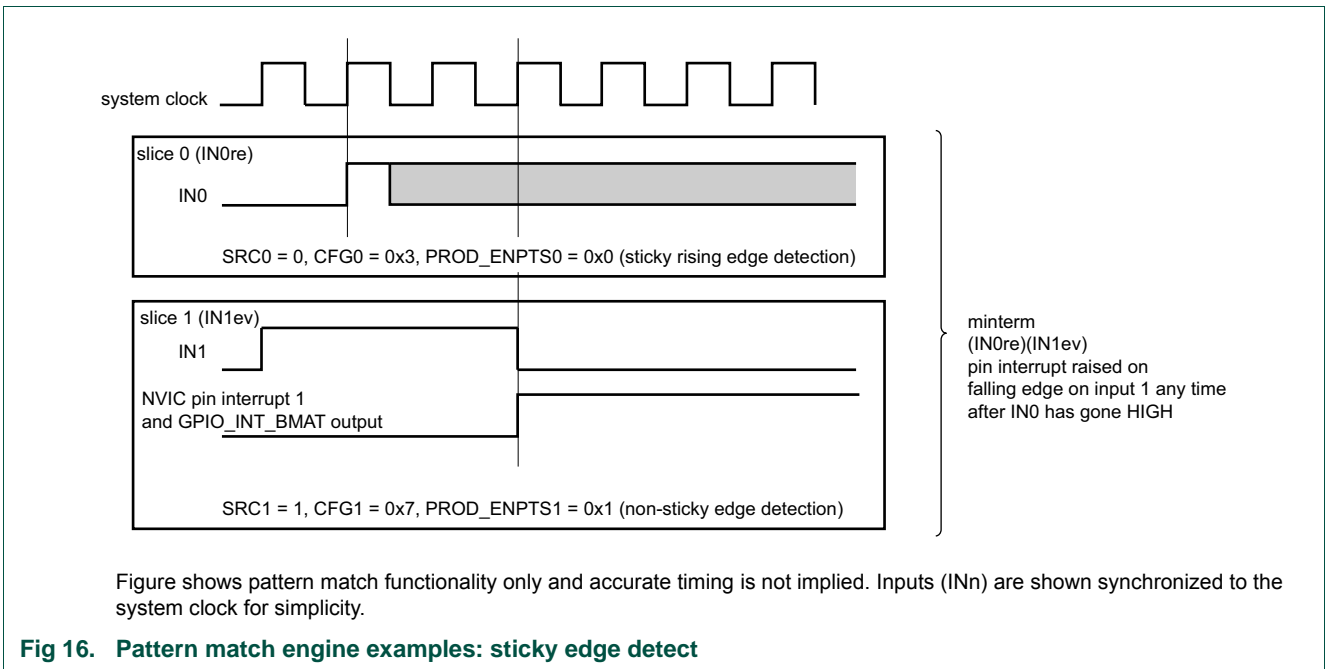 system clock
slice 0 (IN0re)
IN0
SRC0 = 0, CFG0 = 0x3, PROD_ENPTS0 = 0x0 (sticky rising edge detection)
slice 1 (IN1ev)
IN1
NVIC pin interrupt 1
and GPIO_INT_BMAT output
SRC1 = 1, CFG1 = 0x7, PROD_ENPTS1 = 0x1 (non-sticky edge detection)
minterm
(IN0re)(IN1ev)
pin interrupt raised on
falling edge on input 1 any time
after IN0 has gone HIGH
Figure shows pattern match functionality only and accurate timing is not implied. Inputs (INn) are shown synchronized to the
system clock for simplicity.
Fig 16. Pattern match engine examples: sticky edge detect